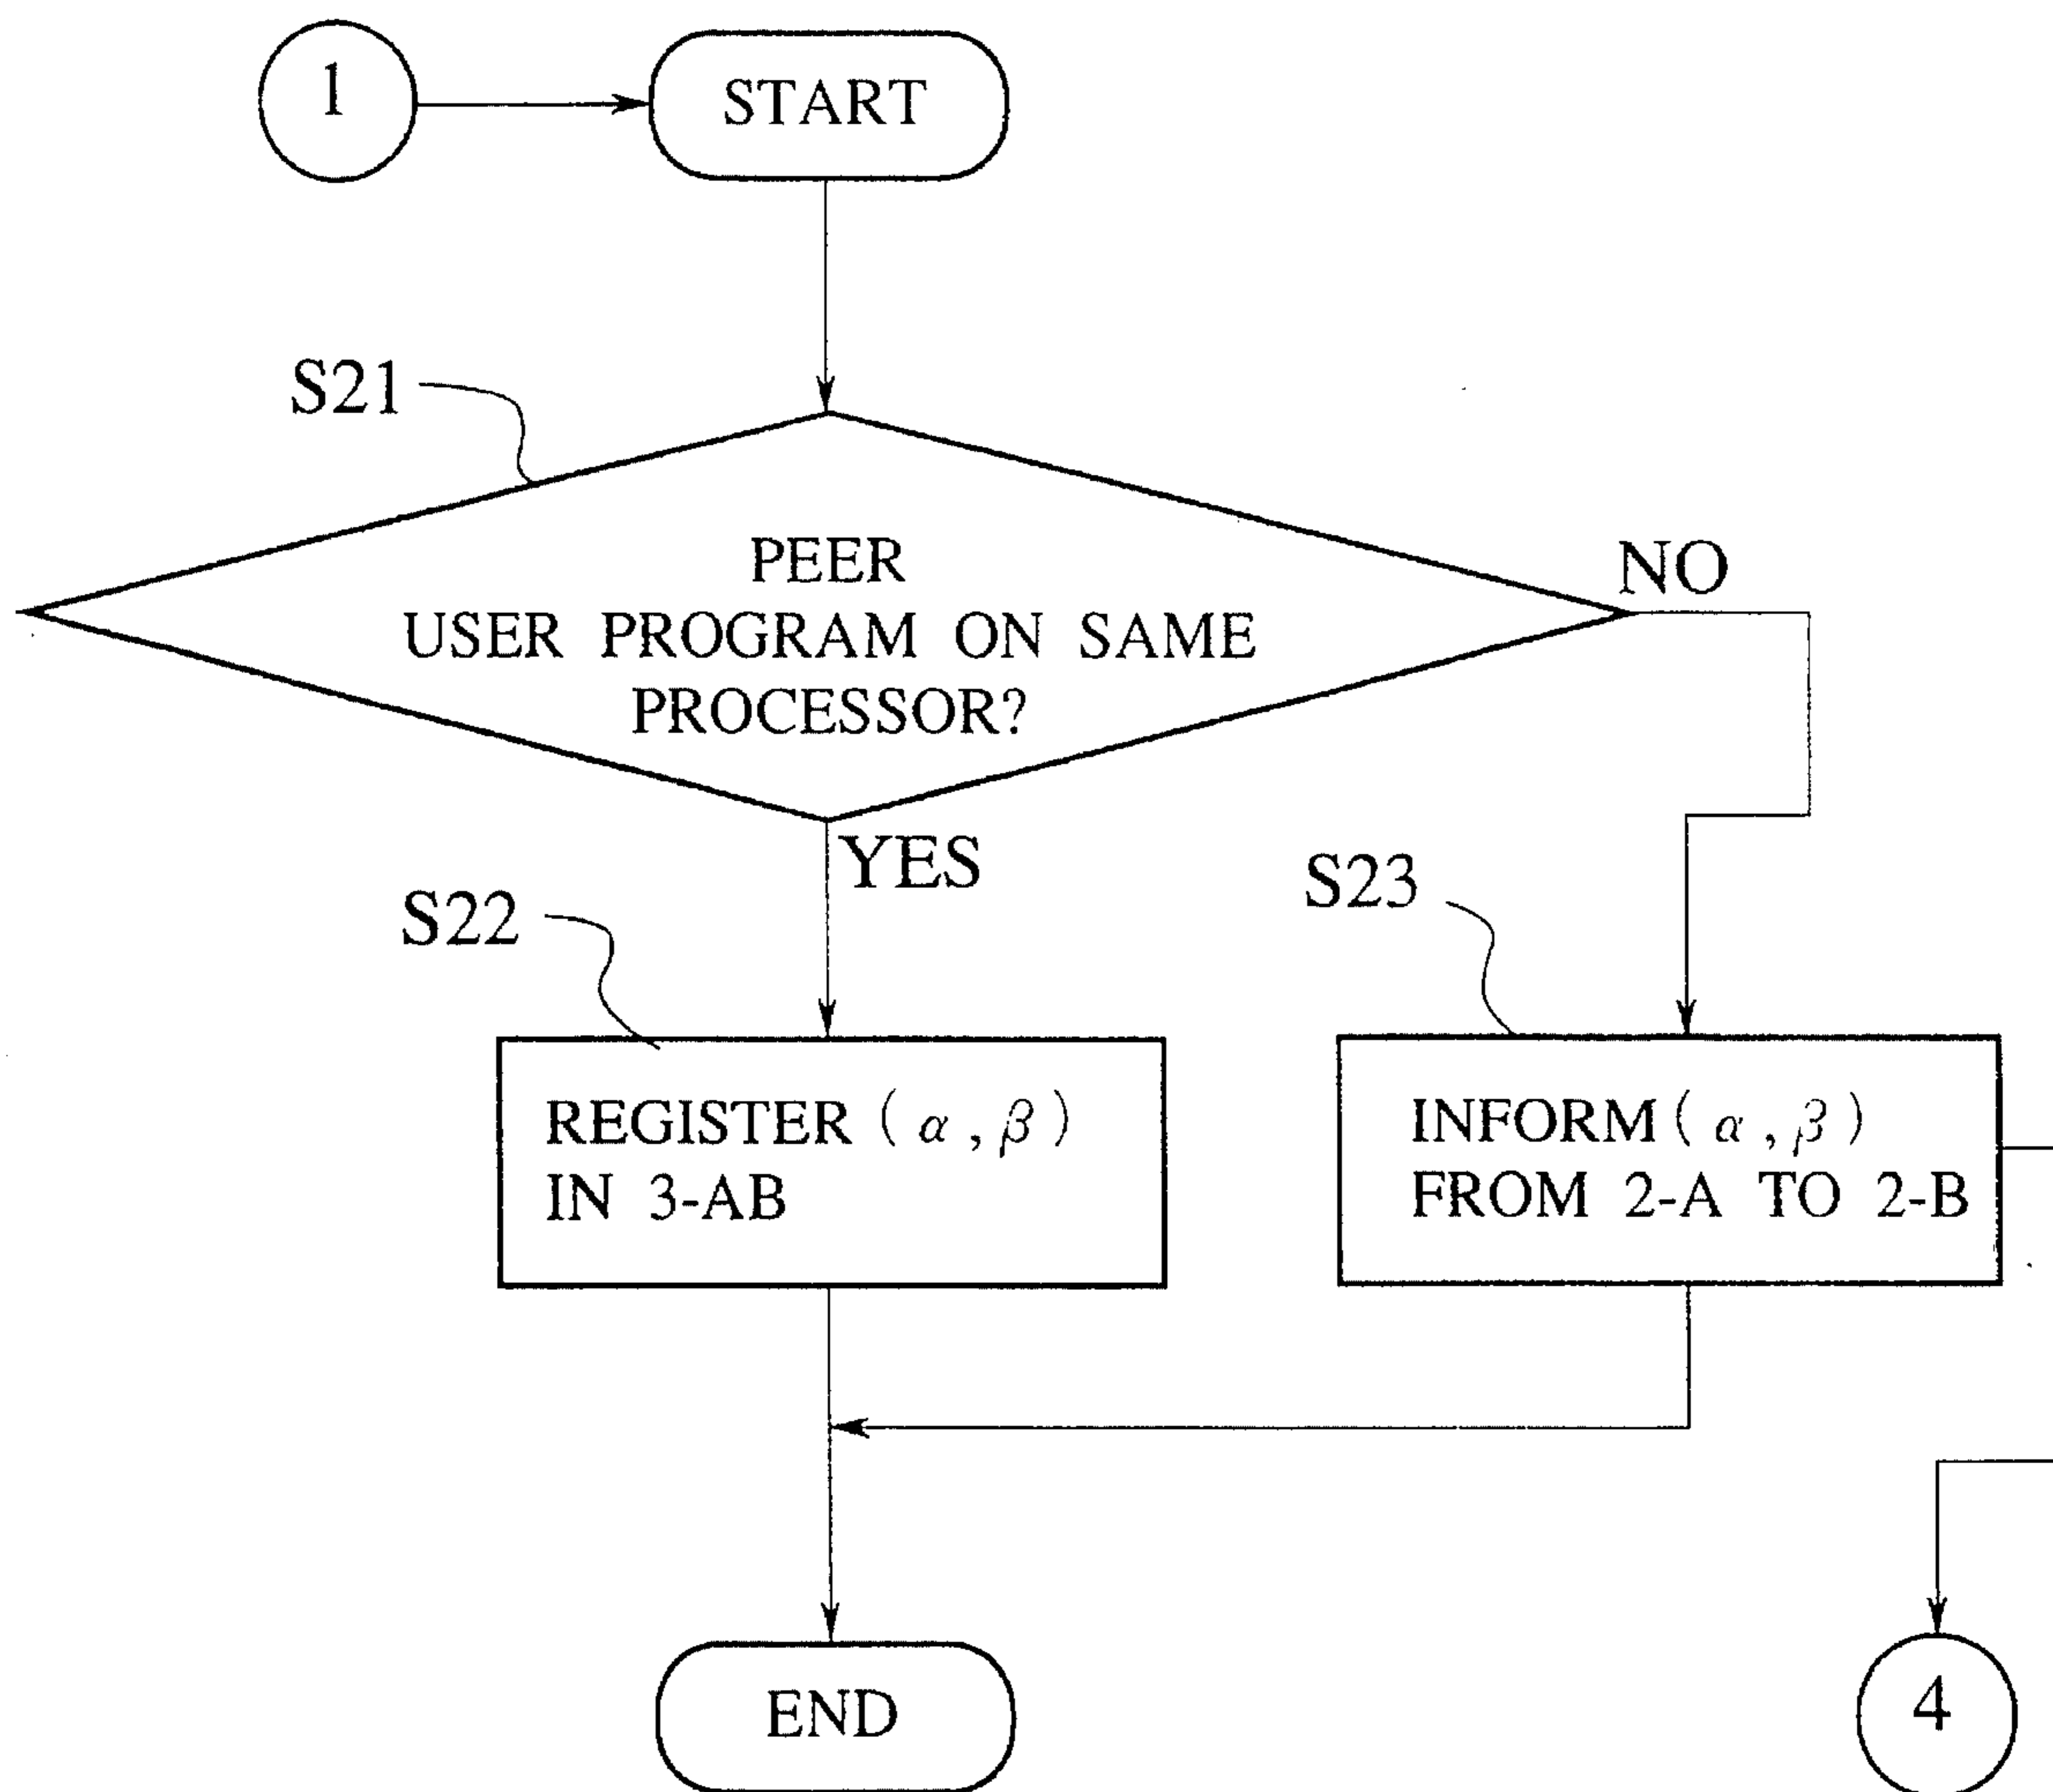 1
START
S21
PEER
USER PROGRAM ON SAME
PROCESSOR?
NO
YES
S22
S23
REGISTER (α, β)
IN 3-AB
INFORM (α, β)
FROM 2-A TO 2-B
END
4